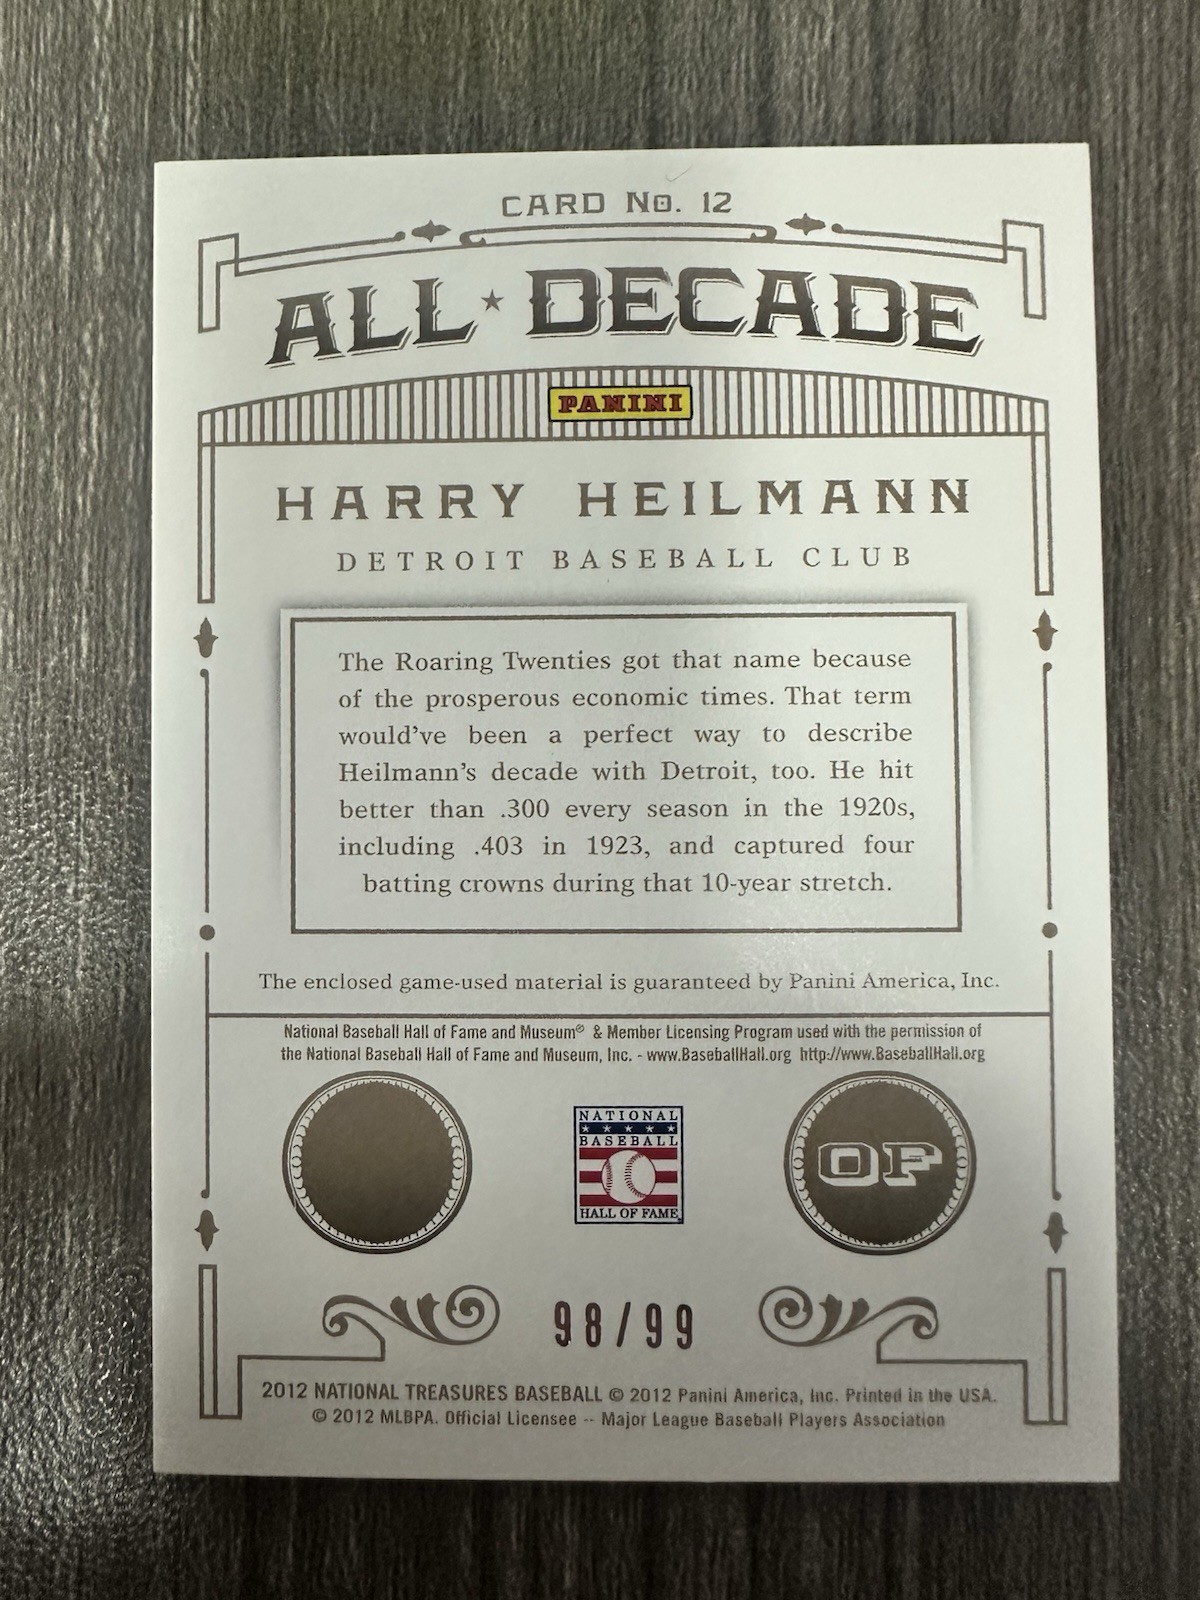 CARD No. 12
ALL ★ DECADE
PANINI
HARRY HEILMANN
DETROIT BASEBALL CLUB
The Roaring Twenties got that name because
of the prosperous economic times. That term
would've been a perfect way to describe
Heilmann's decade with Detroit, too. He hit
better than .300 every season in the 1920s,
including .403 in 1923, and captured four
batting crowns during that 10-year stretch.
The enclosed game-used material is guaranteed by Panini America, Inc.
National Baseball Hall of Fame and Museum® & Member Licensing Program used with the permission of
the National Baseball Hall of Fame and Museum, Inc. - www.BaseballHall.org http://www.BaseballHall.org
NATIONAL
BASEBALL
HALL OF FAME
OF
98/99
2012 NATIONAL TREASURES BASEBALL © 2012 Panini America, Inc. Printed in the USA.
© 2012 MLBPA. Official Licensee -- Major League Baseball Players Association